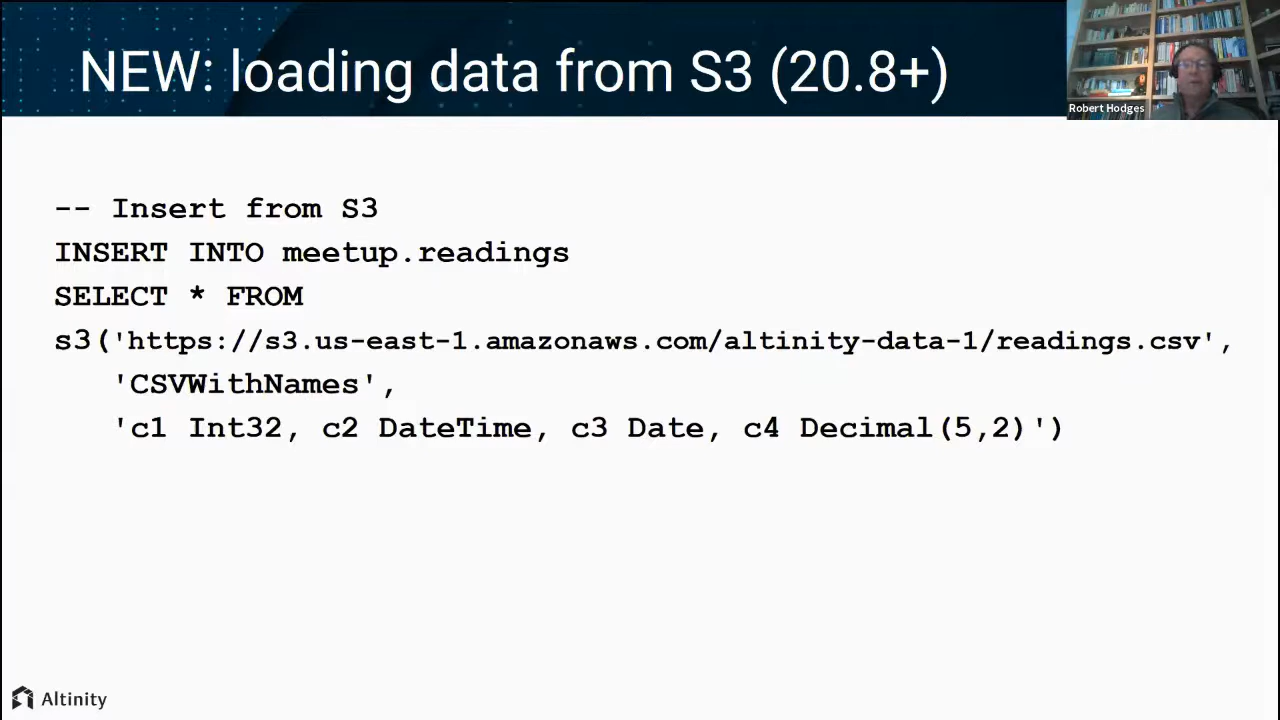 NEW: loading data from S3 (20.8+)
Robert Hodges
-- Insert from S3
INSERT INTO meetup.readings
SELECT * FROM
s3('https://s3.us-east-1.amazonaws.com/altinity-data-1/readings.csv',
'CSVWithNames',
'c1 Int32, c2 DateTime, c3 Date, c4 Decimal(5,2)')
Altinity